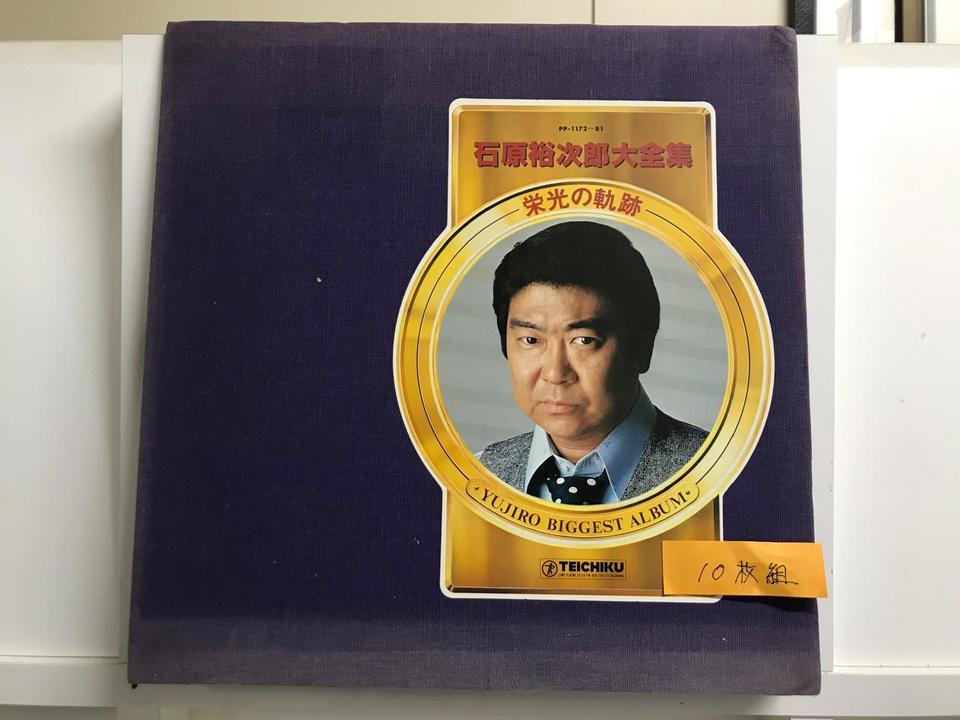 PP-1172~81
石原裕次郎大全集
栄光の軌跡
YUJIRO BIGGEST ALBUM
TEICHIKU
10枚組